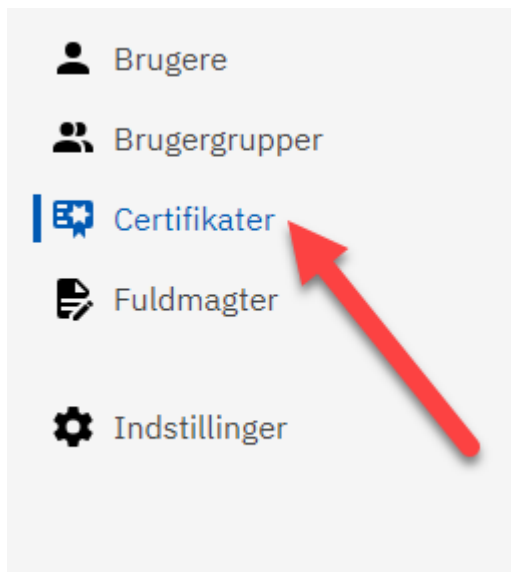 Brugere
Brugergrupper
Certifikater
Fuldmagter
Indstillinger